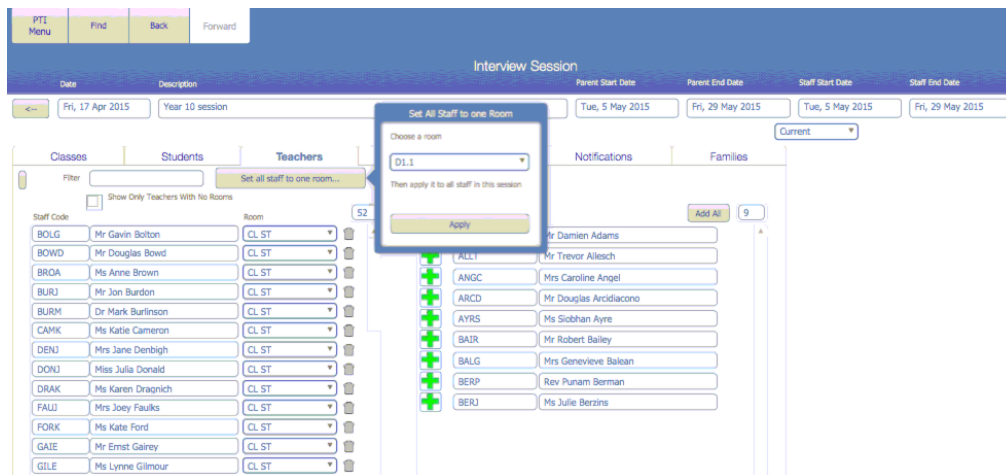 PTI Menu Find Back Forward
Interview Session
Date Description Parent Start Date Parent End Date Staff Start Date Staff End Date
<-- Fri, 17 Apr 2015 Year 10 session Tue, 5 May 2015 Fri, 29 May 2015 Tue, 5 May 2015 Fri, 29 May 2015
Current
Classes Students Teachers Notifications Families
Filter Set all staff to one room...
Show Only Teachers With No Rooms
Staff Code Room 52
BOLG Mr Gavin Bolton CL ST
BOWD Mr Douglas Bowd CL ST
BROA Ms Anne Brown CL ST
BURJ Mr Jon Burdon CL ST
BURM Dr Mark Burlinson CL ST
CAMK Ms Katie Cameron CL ST
DENJ Mrs Jane Denbigh CL ST
DONJ Miss Julia Donald CL ST
DRAK Ms Karen Dragnich CL ST
FAUJ Mrs Joey Faulks CL ST
FORK Ms Kate Ford CL ST
GAIE Mr Ernst Gairey CL ST
GILE Ms Lynne Gilmour CL ST
Set All Staff to one Room
Choose a room
D1.1
Then apply it to all staff in this session
Apply
Add All 9
Mr Damien Adams
ALLT Mr Trevor Allesch
ANGC Mrs Caroline Angel
ARCD Mr Douglas Arcidiacono
AYRS Ms Siobhan Ayre
BAIR Mr Robert Bailey
BALG Mrs Genevieve Balean
BERP Rev Punam Berman
BERJ Ms Julie Berzins